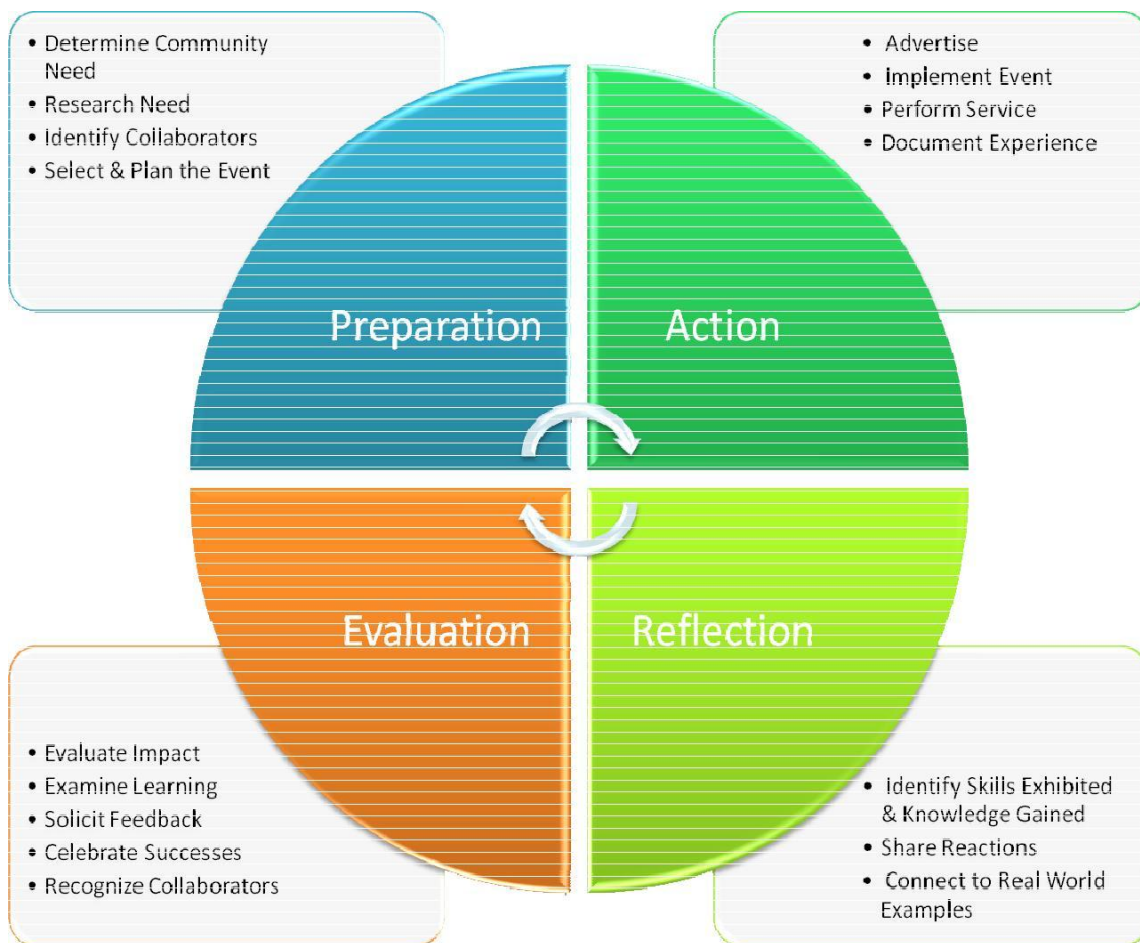 • Determine Community
Need
• Research Need
• Identify Collaborators
• Select & Plan the Event
• Advertise
• Implement Event
• Perform Service
• Document Experience
Preparation
Action
Evaluation
Reflection
• Evaluate Impact
• Examine Learning
• Solicit Feedback
• Celebrate Successes
• Recognize Collaborators
• Identify Skills Exhibited
& Knowledge Gained
• Share Reactions
• Connect to Real World
Examples